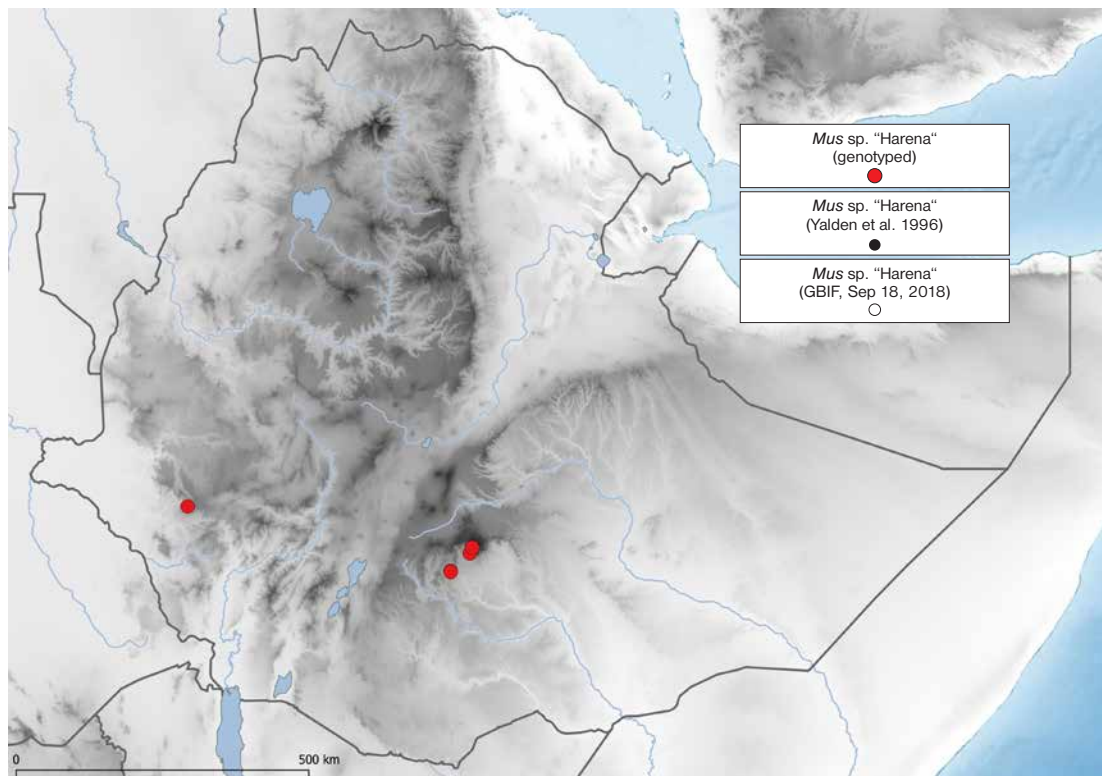 Mus sp. “Harena“
(genotyped)
Mus sp. “Harena“
(Yalden et al. 1996)
Mus sp. “Harena“
(GBIF, Sep 18, 2018)
0
500 km